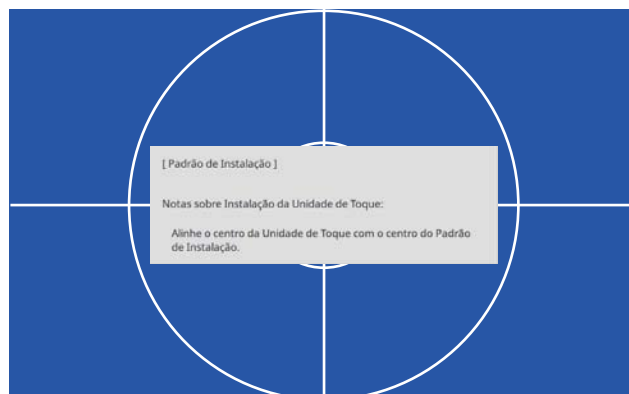 [ Padrão de Instalação ]
Notas sobre Instalação da Unidade de Toque:
Alinhe o centro da Unidade de Toque com o centro do Padrão
de Instalação.